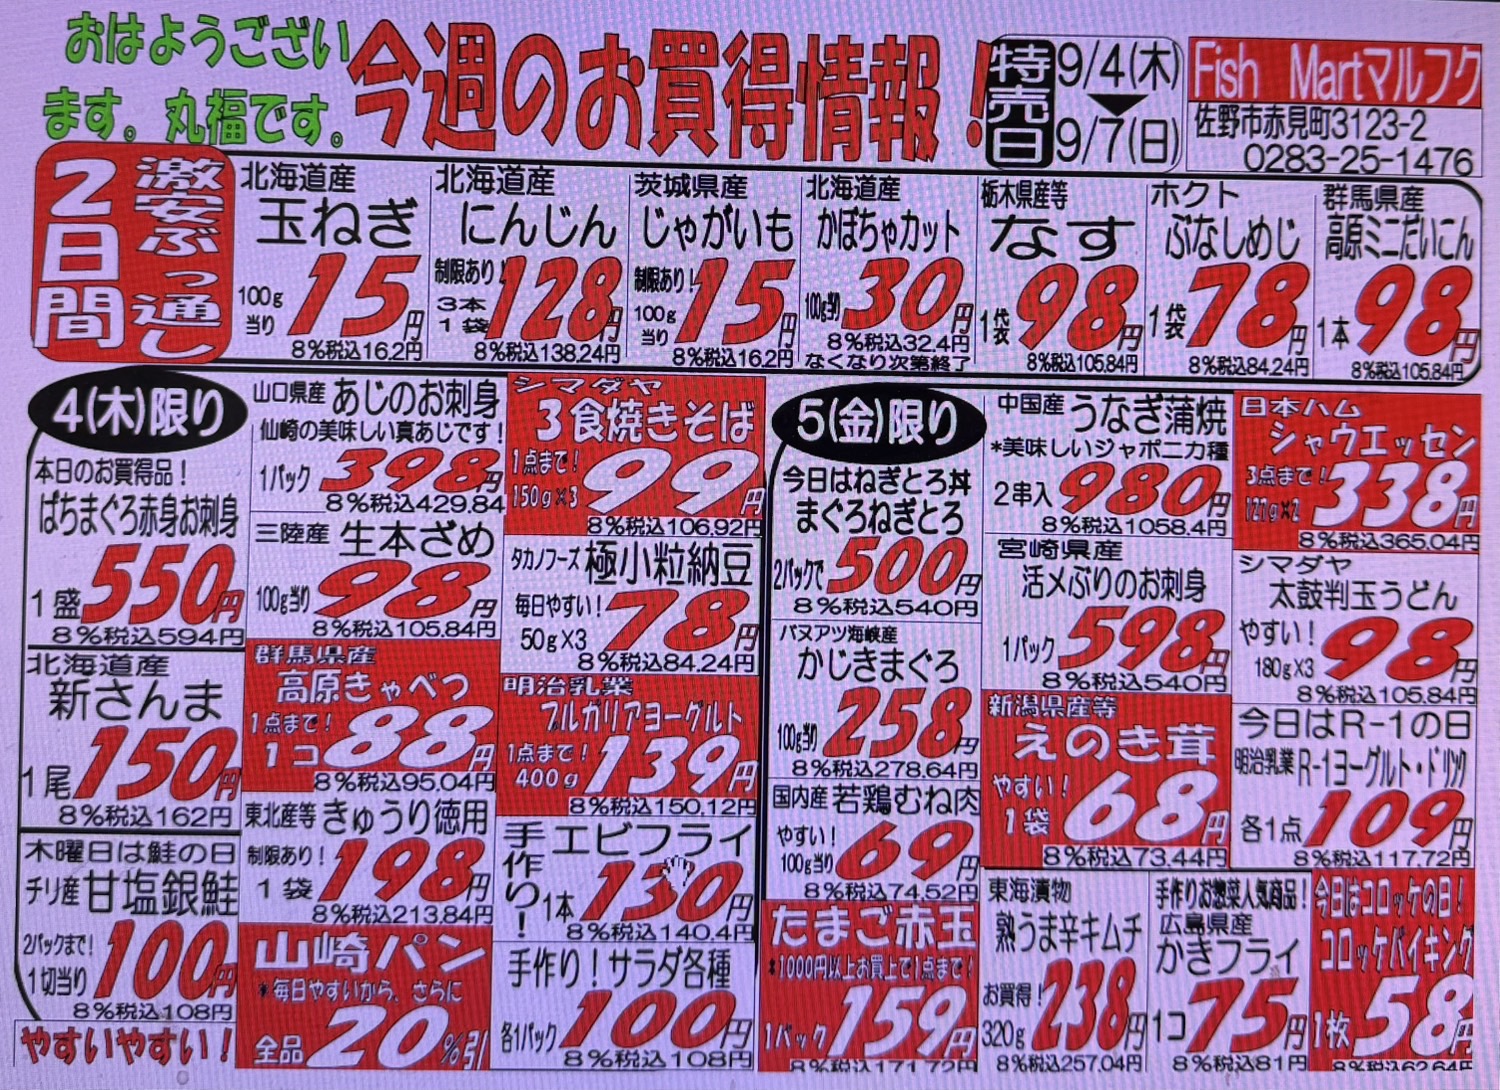 おはようござい
ます。丸福です。
今週のお買得情報！
特売日
9/4(木)
9/7(日)
Fish Martマルフク
佐野市赤見町3123-2
0283-25-1476
2日間
激安ぶっ通し
北海道産
玉ねぎ
100g当り
15円
8%税込16.2円
北海道産
にんじん
制限あり!
3本1袋
128円
8%税込138.24円
茨城県産
じゃがいも
制限あり!
100g当り
15円
8%税込16.2円
北海道産
かぼちゃカット
100g当り
30円
8%税込32.4円
なくなり次第終了
栃木県産等
なす
1袋
98円
8%税込105.84円
ホクト
ぶなしめじ
1袋
78円
8%税込84.24円
群馬県産
高原ミニだいこん
1本
98円
8%税込105.84円
4(木)限り
本日のお買得品！
ばちまぐろ赤身お刺身
1盛
550円
8%税込594円
北海道産
新さんま
1尾
150円
8%税込162円
木曜日は鮭の日
チリ産 甘塩銀鮭
2パックまで!
1切当り
100円
8%税込108円
やすいやすい！
山口県産 あじのお刺身
仙崎の美味しい真あじです!
1パック
398円
8%税込429.84
三陸産 生本ざめ
100g当り
98円
8%税込105.84円
群馬県産
高原きゃべつ
1点まで!
1コ
88円
8%税込95.04円
東北産等 きゅうり徳用
制限あり!
1袋
198円
8%税込213.84円
山崎パン
*毎日やすいから、さらに
全品
20%引
シマダヤ
3食焼きそば
1点まで!
150g×3
99円
8%税込106.92円
タカノフーズ 極小粒納豆
毎日やすい!
50g×3
78円
8%税込84.24円
明治乳業
ブルガリアヨーグルト
1点まで!
400g
139円
8%税込150.12円
手作り!
エビフライ
1本
130円
8%税込140.4円
手作り！サラダ各種
各1パック
100円
8%税込108円
5(金)限り
今日はねぎとろ丼
まぐろねぎとろ
2パックで
500円
8%税込540円
バヌアツ海峡産
かじきまぐろ
100g当り
258円
8%税込278.64円
国内産 若鶏むね肉
やすい!
100g当り
69円
8%税込74.52円
たまご赤玉
*1000円以上お買上で1点まで!
1パック
159円
8%税込171.72円
中国産 うなぎ蒲焼
*美味しいジャポニカ種
2串入
980円
8%税込1058.4円
宮崎県産
活〆ぶりのお刺身
1パック
598円
8%税込540円
新潟県産等
えのき茸
やすい!
1袋
68円
8%税込73.44円
東海漬物
熟うま辛キムチ
お買得!
320g
238円
8%税込257.04円
日本ハム
シャウエッセン
3点まで!
127g×2
338円
8%税込365.04円
シマダヤ
太鼓判玉うどん
やすい!
180g×3
98円
8%税込105.84円
今日はR-1の日
明治乳業 R-1ヨーグルト・ドリンク
各1点
109円
8%税込117.72円
手作りお惣菜人気商品!
広島県産
かきフライ
1コ
75円
8%税込81円
今日はコロッケの日!
コロッケバイキング
1枚
58円
8%税込62.64円